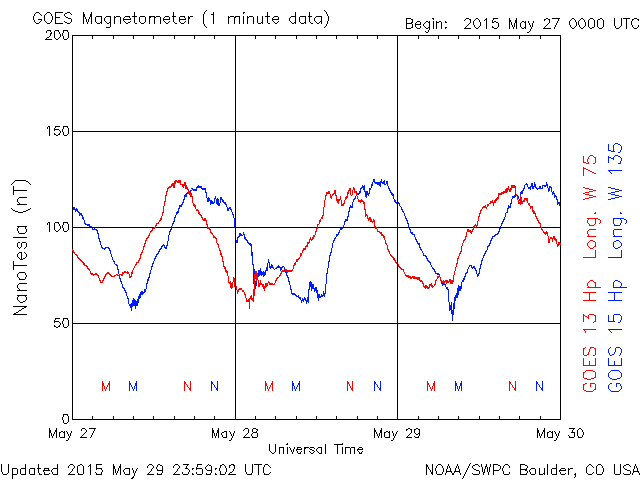 GOES Magnetometer (1 minute data)
Begin: 2015 May 27 0000 UTC
200
150
100
50
0
NanoTesla (nT)
M M N N M M N N M M N N
May 27 May 28 May 29 May 30
Universal Time
GOES 13 Hp Long. W 75
GOES 15 Hp Long. W 135
Updated 2015 May 29 23:59:02 UTC
NOAA/SWPC Boulder, CO USA